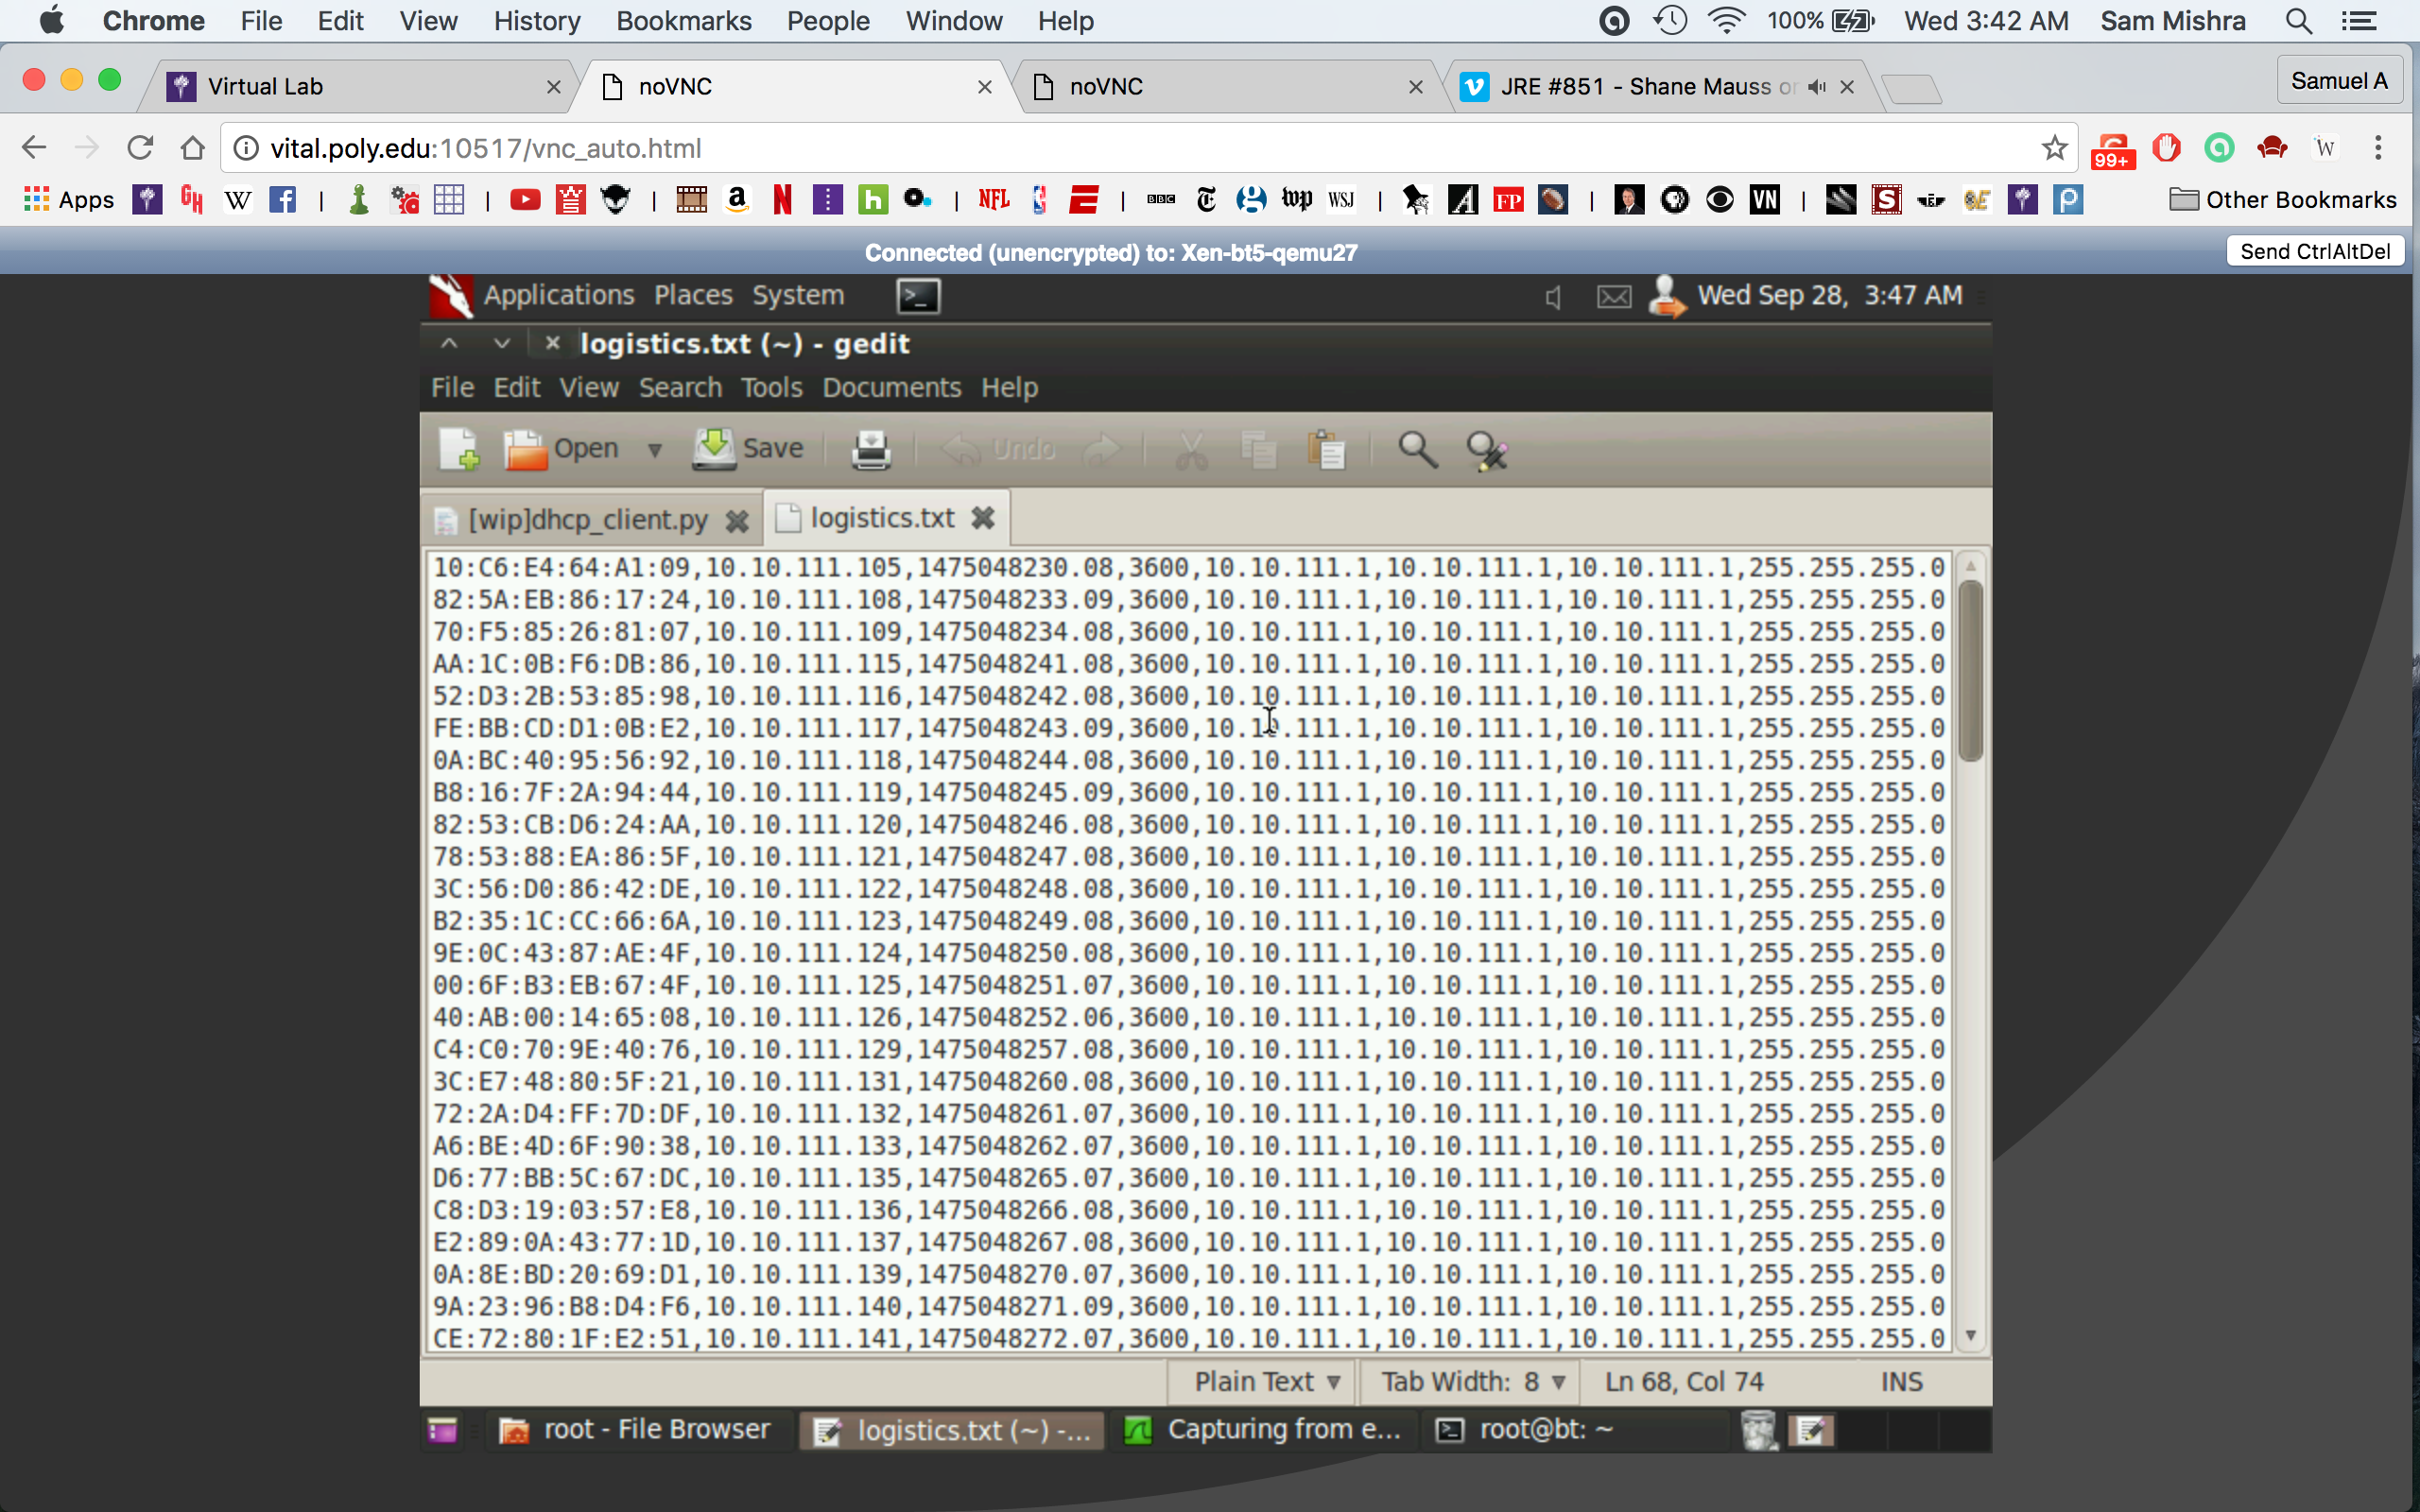 Chrome File Edit View History Bookmarks People Window Help 100% Wed 3:42 AM Sam Mishra
Virtual Lab noVNC noVNC JRE #851 - Shane Mauss or Samuel A
vital.poly.edu:10517/vnc_auto.html 99+ W
Apps GH W | | | h | NFL | BBC T wp WSJ | A FP | VN | S E P Other Bookmarks
Connected (unencrypted) to: Xen-bt5-qemu27 Send CtrlAltDel
Applications Places System Wed Sep 28, 3:47 AM
logistics.txt (~) - gedit
File Edit View Search Tools Documents Help
Open Save Undo
[wip]dhcp_client.py logistics.txt
10:C6:E4:64:A1:09,10.10.111.105,1475048230.08,3600,10.10.111.1,10.10.111.1,10.10.111.1,255.255.255.0
82:5A:EB:86:17:24,10.10.111.108,1475048233.09,3600,10.10.111.1,10.10.111.1,10.10.111.1,255.255.255.0
70:F5:85:26:81:07,10.10.111.109,1475048234.08,3600,10.10.111.1,10.10.111.1,10.10.111.1,255.255.255.0
AA:1C:0B:F6:DB:86,10.10.111.115,1475048241.08,3600,10.10.111.1,10.10.111.1,10.10.111.1,255.255.255.0
52:D3:2B:53:85:98,10.10.111.116,1475048242.08,3600,10.10.111.1,10.10.111.1,10.10.111.1,255.255.255.0
FE:BB:CD:D1:0B:E2,10.10.111.117,1475048243.09,3600,10.10.111.1,10.10.111.1,10.10.111.1,255.255.255.0
0A:BC:40:95:56:92,10.10.111.118,1475048244.08,3600,10.10.111.1,10.10.111.1,10.10.111.1,255.255.255.0
B8:16:7F:2A:94:44,10.10.111.119,1475048245.09,3600,10.10.111.1,10.10.111.1,10.10.111.1,255.255.255.0
82:53:CB:D6:24:AA,10.10.111.120,1475048246.08,3600,10.10.111.1,10.10.111.1,10.10.111.1,255.255.255.0
78:53:88:EA:86:5F,10.10.111.121,1475048247.08,3600,10.10.111.1,10.10.111.1,10.10.111.1,255.255.255.0
3C:56:D0:86:42:DE,10.10.111.122,1475048248.08,3600,10.10.111.1,10.10.111.1,10.10.111.1,255.255.255.0
B2:35:1C:CC:66:6A,10.10.111.123,1475048249.08,3600,10.10.111.1,10.10.111.1,10.10.111.1,255.255.255.0
9E:0C:43:87:AE:4F,10.10.111.124,1475048250.08,3600,10.10.111.1,10.10.111.1,10.10.111.1,255.255.255.0
00:6F:B3:EB:67:4F,10.10.111.125,1475048251.07,3600,10.10.111.1,10.10.111.1,10.10.111.1,255.255.255.0
40:AB:00:14:65:08,10.10.111.126,1475048252.06,3600,10.10.111.1,10.10.111.1,10.10.111.1,255.255.255.0
C4:C0:70:9E:40:76,10.10.111.129,1475048257.08,3600,10.10.111.1,10.10.111.1,10.10.111.1,255.255.255.0
3C:E7:48:80:5F:21,10.10.111.131,1475048260.08,3600,10.10.111.1,10.10.111.1,10.10.111.1,255.255.255.0
72:2A:D4:FF:7D:DF,10.10.111.132,1475048261.07,3600,10.10.111.1,10.10.111.1,10.10.111.1,255.255.255.0
A6:BE:4D:6F:90:38,10.10.111.133,1475048262.07,3600,10.10.111.1,10.10.111.1,10.10.111.1,255.255.255.0
D6:77:BB:5C:67:DC,10.10.111.135,1475048265.07,3600,10.10.111.1,10.10.111.1,10.10.111.1,255.255.255.0
C8:D3:19:03:57:E8,10.10.111.136,1475048266.08,3600,10.10.111.1,10.10.111.1,10.10.111.1,255.255.255.0
E2:89:0A:43:77:1D,10.10.111.137,1475048267.08,3600,10.10.111.1,10.10.111.1,10.10.111.1,255.255.255.0
0A:8E:BD:20:69:D1,10.10.111.139,1475048270.07,3600,10.10.111.1,10.10.111.1,10.10.111.1,255.255.255.0
9A:23:96:B8:D4:F6,10.10.111.140,1475048271.09,3600,10.10.111.1,10.10.111.1,10.10.111.1,255.255.255.0
CE:72:80:1F:E2:51,10.10.111.141,1475048272.07,3600,10.10.111.1,10.10.111.1,10.10.111.1,255.255.255.0
Plain Text Tab Width: 8 Ln 68, Col 74 INS
root - File Browser logistics.txt (~) -... Capturing from e... root@bt: ~